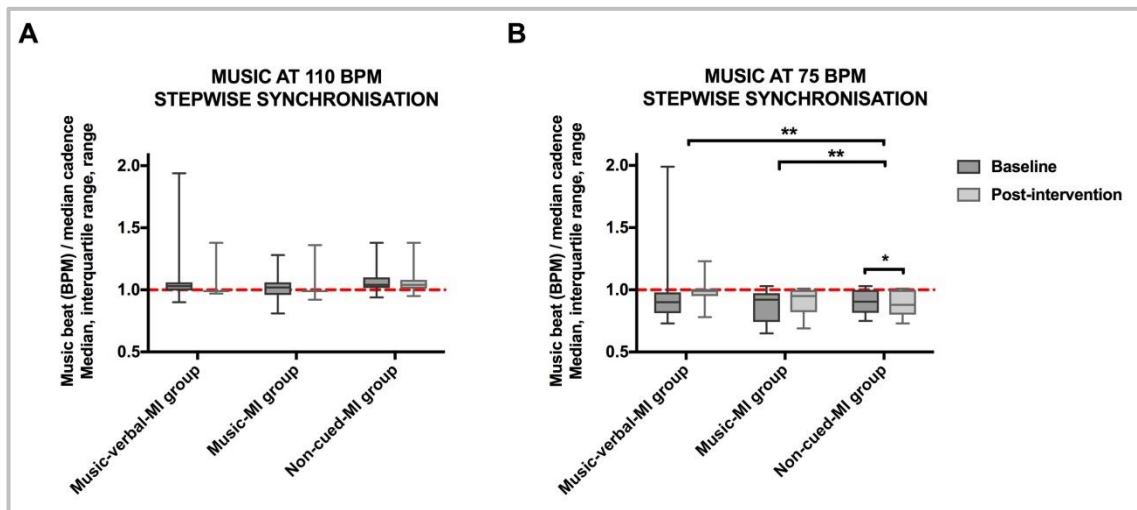 A
MUSIC AT 110 BPM
STEPWISE SYNCHRONISATION
Music beat (BPM) / median cadence
Median, interquartile range, range
2.0
1.5
1.0
0.5
Music-verbal-MI group
Music-MI group
Non-cued-MI group
B
MUSIC AT 75 BPM
STEPWISE SYNCHRONISATION
Music beat (BPM) / median cadence
Median, interquartile range, range
2.0
1.5
1.0
0.5
**
**
*
Music-verbal-MI group
Music-MI group
Non-cued-MI group
Baseline
Post-intervention